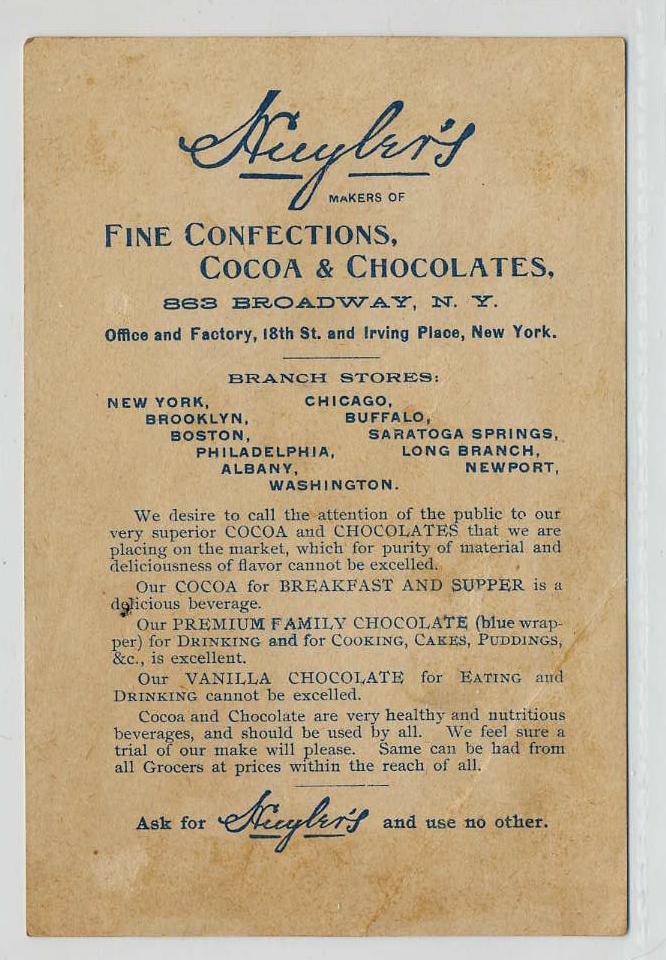 Huyler's
MAKERS OF
FINE CONFECTIONS,
COCOA & CHOCOLATES,
863 BROADWAY, N. Y.
Office and Factory, 18th St. and Irving Place, New York.
BRANCH STORES:
NEW YORK, CHICAGO,
BROOKLYN, BUFFALO,
BOSTON, SARATOGA SPRINGS,
PHILADELPHIA, LONG BRANCH,
ALBANY, NEWPORT,
WASHINGTON.
We desire to call the attention of the public to our
very superior COCOA and CHOCOLATES that we are
placing on the market, which for purity of material and
deliciousness of flavor cannot be excelled.
Our COCOA for BREAKFAST AND SUPPER is a
delicious beverage.
Our PREMIUM FAMILY CHOCOLATE (blue wrap-
per) for DRINKING and for COOKING, CAKES, PUDDINGS,
&c., is excellent.
Our VANILLA CHOCOLATE for EATING and
DRINKING cannot be excelled.
Cocoa and Chocolate are very healthy and nutritious
beverages, and should be used by all. We feel sure a
trial of our make will please. Same can be had from
all Grocers at prices within the reach of all.
Ask for Huyler's and use no other.